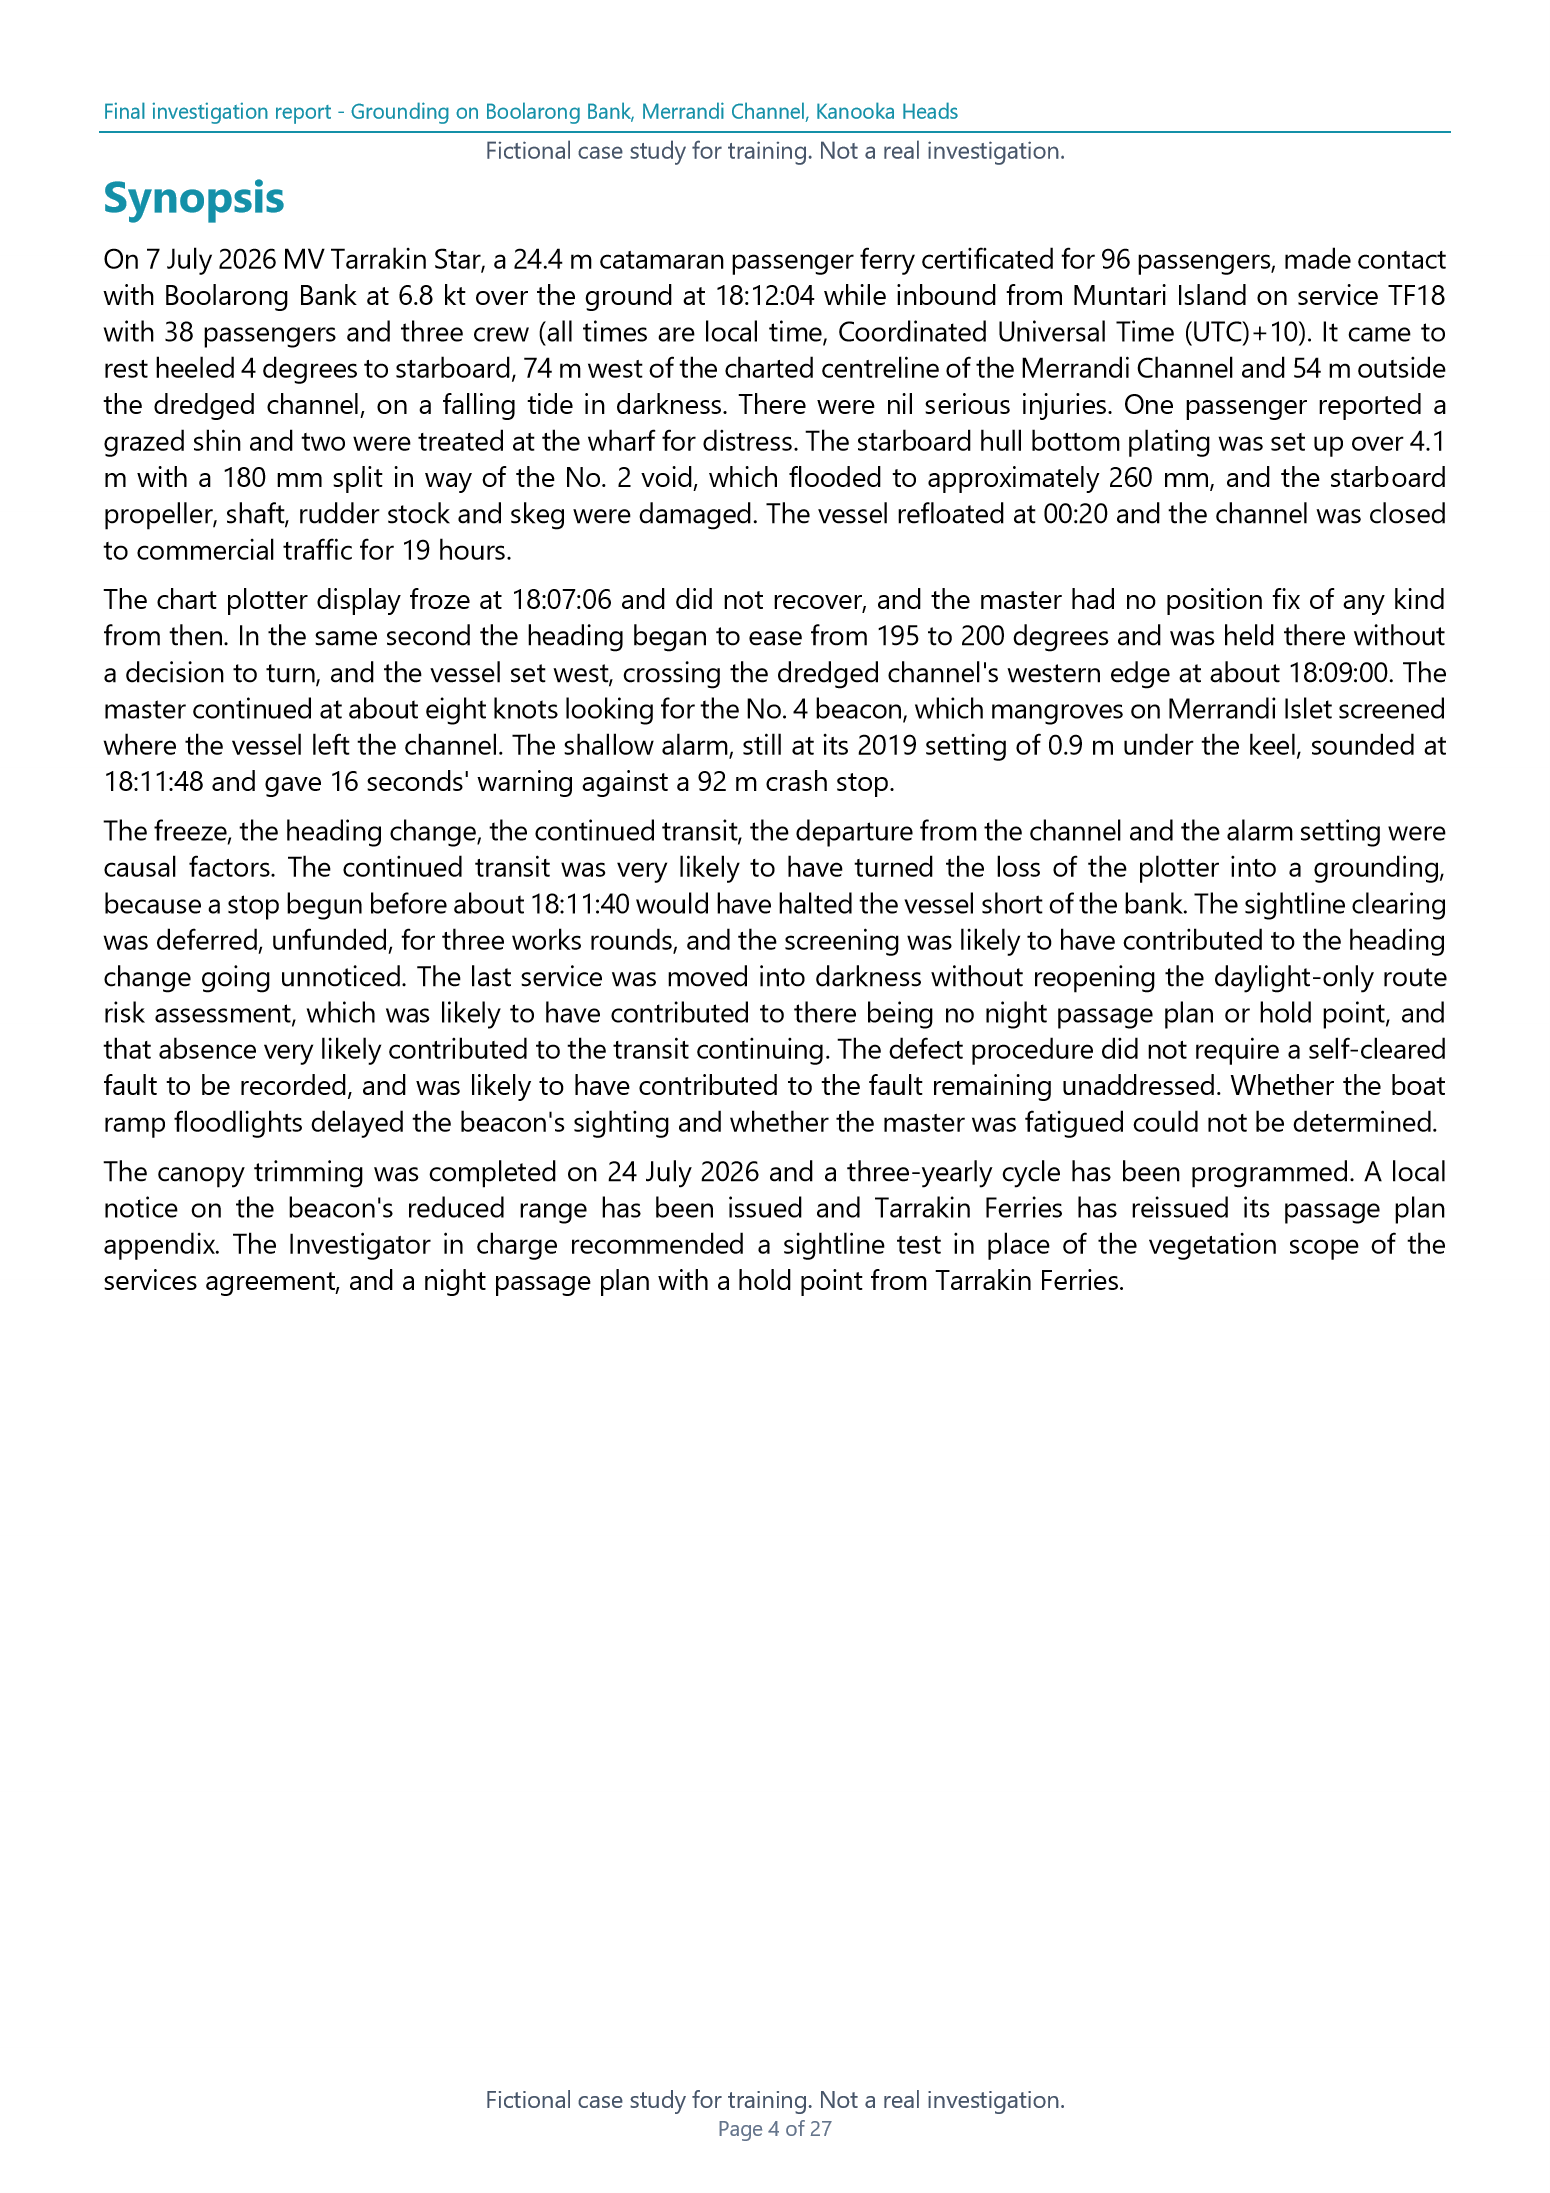 Final investigation report - Grounding on Boolarong Bank, Merrandi Channel, Kanooka Heads
Fictional case study for training. Not a real investigation.
Synopsis
On 7 July 2026 MV Tarrakin Star, a 24.4 m catamaran passenger ferry certificated for 96 passengers, made contact
with Boolarong Bank at 6.8 kt over the ground at 18:12:04 while inbound from Muntari Island on service TF18
with 38 passengers and three crew (all times are local time, Coordinated Universal Time (UTC)+10). It came to
rest heeled 4 degrees to starboard, 74 m west of the charted centreline of the Merrandi Channel and 54 m outside
the dredged channel, on a falling tide in darkness. There were nil serious injuries. One passenger reported a
grazed shin and two were treated at the wharf for distress. The starboard hull bottom plating was set up over 4.1
m with a 180 mm split in way of the No. 2 void, which flooded to approximately 260 mm, and the starboard
propeller, shaft, rudder stock and skeg were damaged. The vessel refloated at 00:20 and the channel was closed
to commercial traffic for 19 hours.
The chart plotter display froze at 18:07:06 and did not recover, and the master had no position fix of any kind
from then. In the same second the heading began to ease from 195 to 200 degrees and was held there without
a decision to turn, and the vessel set west, crossing the dredged channel's western edge at about 18:09:00. The
master continued at about eight knots looking for the No. 4 beacon, which mangroves on Merrandi Islet screened
where the vessel left the channel. The shallow alarm, still at its 2019 setting of 0.9 m under the keel, sounded at
18:11:48 and gave 16 seconds' warning against a 92 m crash stop.
The freeze, the heading change, the continued transit, the departure from the channel and the alarm setting were
causal factors. The continued transit was very likely to have turned the loss of the plotter into a grounding,
because a stop begun before about 18:11:40 would have halted the vessel short of the bank. The sightline clearing
was deferred, unfunded, for three works rounds, and the screening was likely to have contributed to the heading
change going unnoticed. The last service was moved into darkness without reopening the daylight-only route
risk assessment, which was likely to have contributed to there being no night passage plan or hold point, and
that absence very likely contributed to the transit continuing. The defect procedure did not require a self-cleared
fault to be recorded, and was likely to have contributed to the fault remaining unaddressed. Whether the boat
ramp floodlights delayed the beacon's sighting and whether the master was fatigued could not be determined.
The canopy trimming was completed on 24 July 2026 and a three-yearly cycle has been programmed. A local
notice on the beacon's reduced range has been issued and Tarrakin Ferries has reissued its passage plan
appendix. The Investigator in charge recommended a sightline test in place of the vegetation scope of the
services agreement, and a night passage plan with a hold point from Tarrakin Ferries.
Fictional case study for training. Not a real investigation.
Page 4 of 27